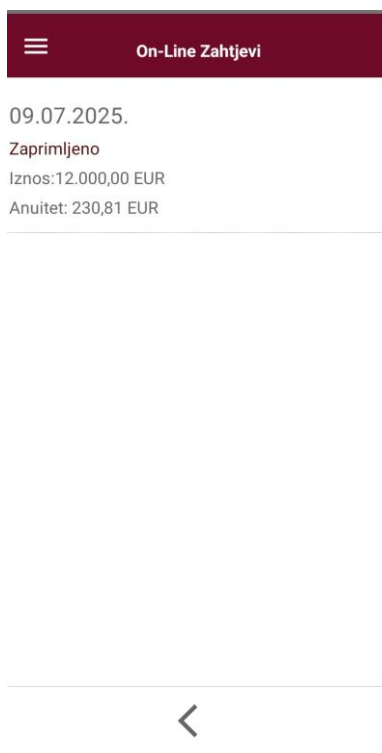 On-Line Zahtjevi
09.07.2025.
Zaprimljeno
Iznos:12.000,00 EUR
Anuitet: 230,81 EUR